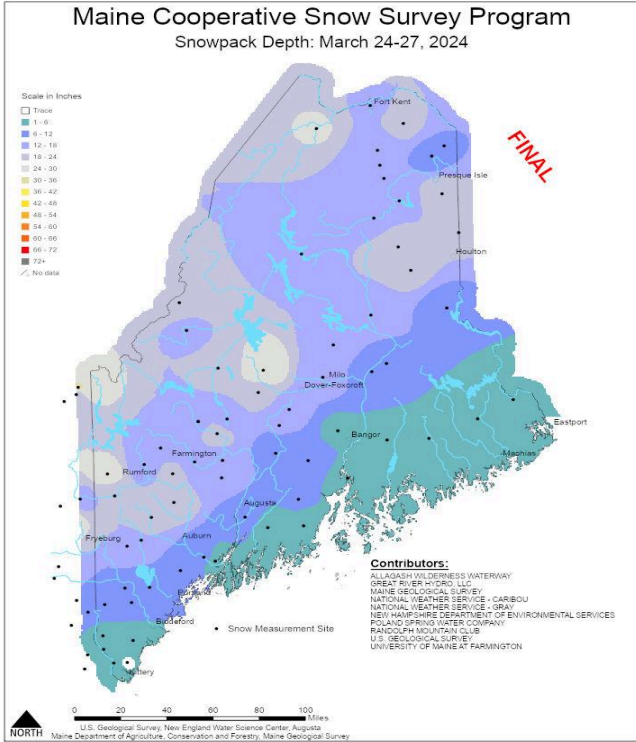 Maine Cooperative Snow Survey Program
Snowpack Depth: March 24-27, 2024
Scale in Inches
Trace
1 - 6
6 - 12
12 - 18
18 - 24
24 - 30
30 - 36
36 - 42
42 - 48
48 - 54
54 - 60
60 - 66
66 - 72
72+
No data
FINAL
Fort Kent
Presque Isle
Houlton
Milo
Dover-Foxcroft
Bangor
Eastport
Machias
Farmington
Rumford
Augusta
Fryeburg
Auburn
Portland
Biddeford
Kittery
Snow Measurement Site
Contributors:
ALLAGASH WILDERNESS WATERWAY
GREAT RIVER HYDRO, LLC
MAINE GEOLOGICAL SURVEY
NATIONAL WEATHER SERVICE - CARIBOU
NATIONAL WEATHER SERVICE - GRAY
NEW HAMPSHIRE DEPARTMENT OF ENVIRONMENTAL SERVICES
POLAND SPRING WATER COMPANY
RANDOLPH MOUNTAIN CLUB
U.S. GEOLOGICAL SURVEY
UNIVERSITY OF MAINE AT FARMINGTON
0 20 40 60 80 100
Miles
NORTH
U.S. Geological Survey, New England Water Science Center, Augusta
Maine Department of Agriculture, Conservation and Forestry, Maine Geological Survey